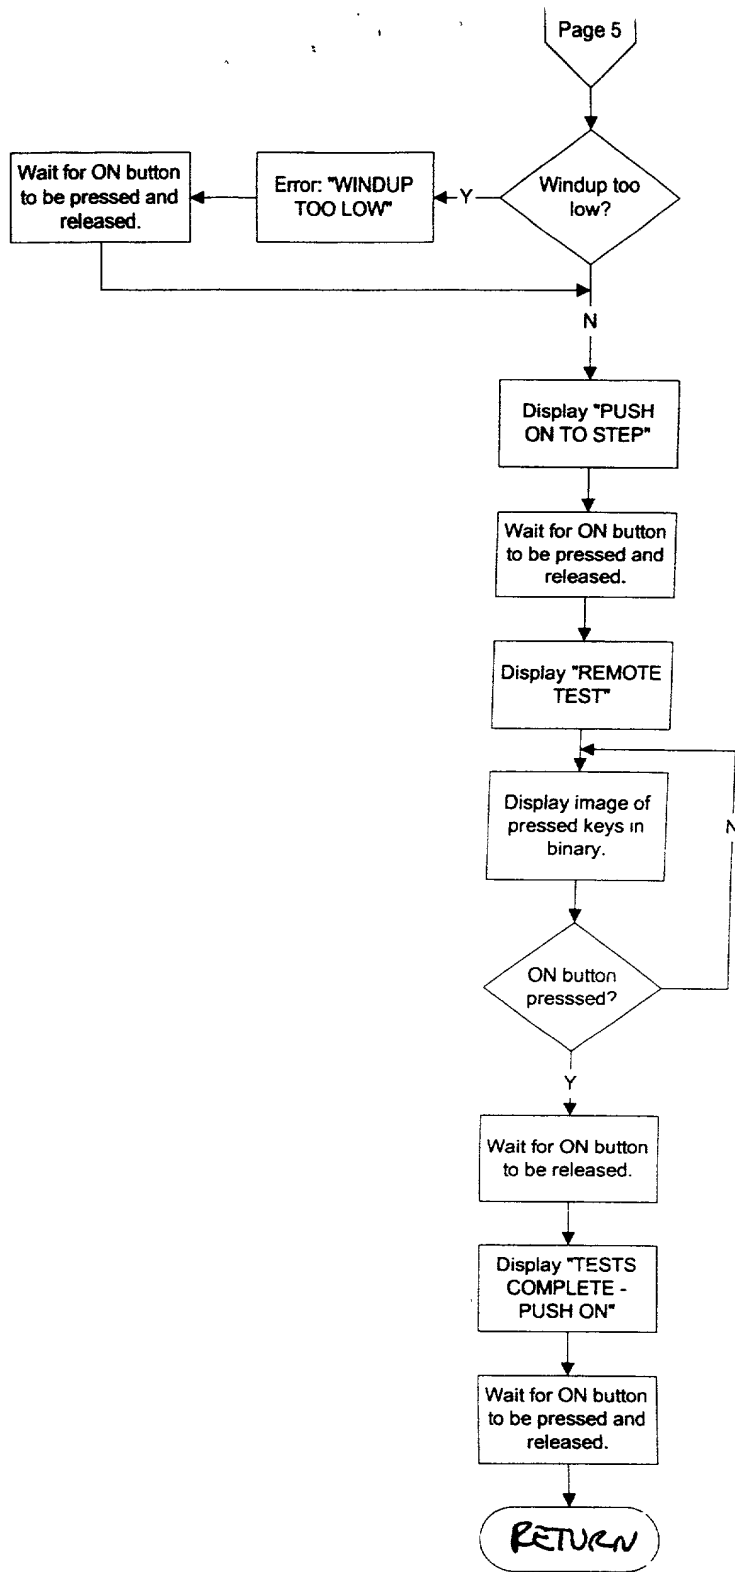 Page 5
Windup too
low?
Y
Error: "WINDUP
TOO LOW"
Wait for ON button
to be pressed and
released.
N
Display "PUSH
ON TO STEP"
Wait for ON button
to be pressed and
released.
Display "REMOTE
TEST"
Display image of
pressed keys in
binary.
N
ON button
presssed?
Y
Wait for ON button
to be released.
Display "TESTS
COMPLETE -
PUSH ON"
Wait for ON button
to be pressed and
released.
RETURN